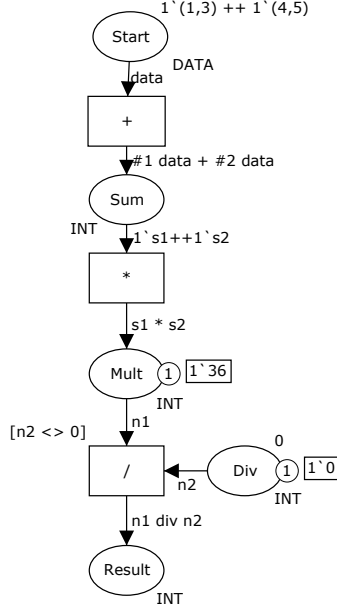 1`(1,3) ++ 1`(4,5)
Start
DATA
data
+
#1 data + #2 data
Sum
INT
1`s1++1`s2
*
s1 * s2
Mult
1
1`36
INT
[n2 <> 0]
n1
0
/
Div
1
1`0
n2
INT
n1 div n2
Result
INT